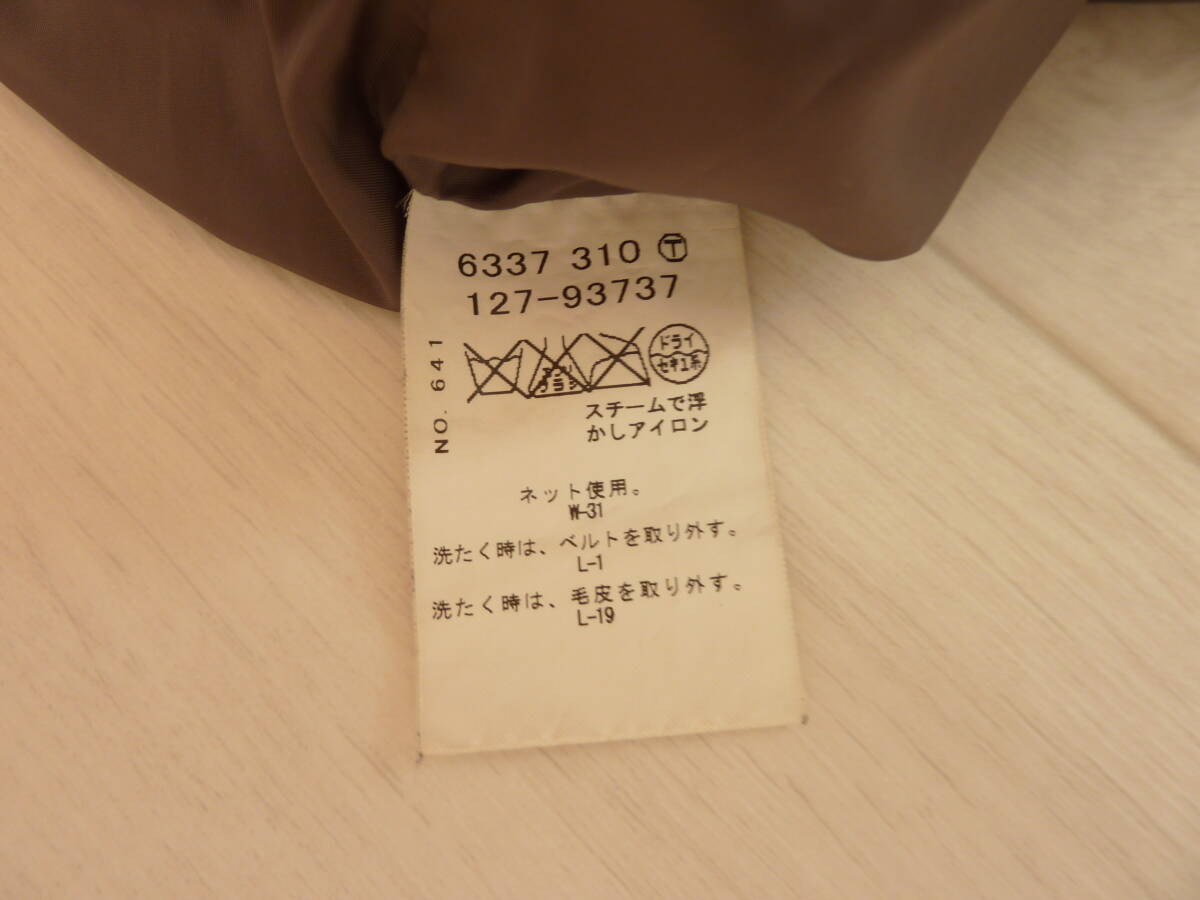 6337 310 Ⓣ
127-93737
NO. 641
ドライ
セキユ系
スチームで浮
かしアイロン
ネット使用。
W-31
洗たく時は、ベルトを取り外す。
L-1
洗たく時は、毛皮を取り外す。
L-19